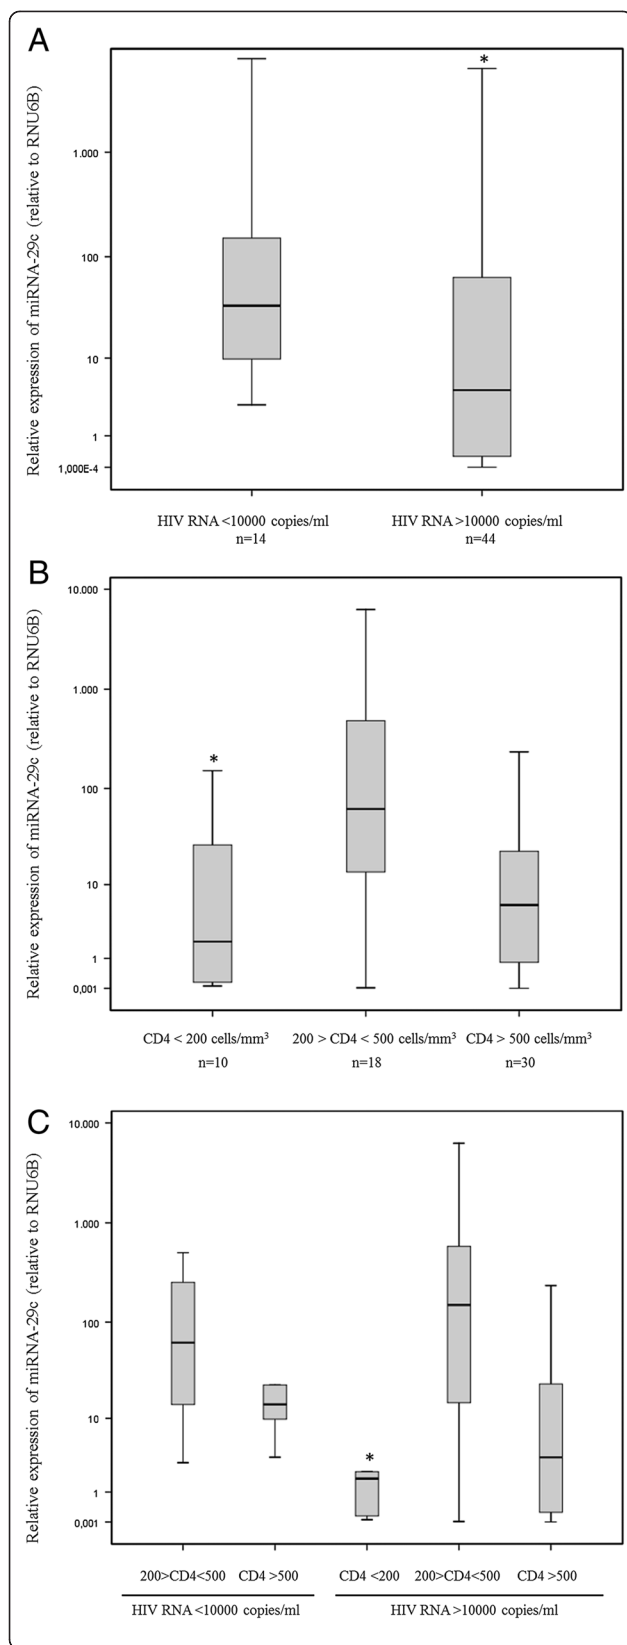 A
Relative expression of miRNA-29c (relative to RNU6B)
*
1.000
100
10
1
1,000E-4
HIV RNA <10000 copies/ml HIV RNA >10000 copies/ml
n=14 n=44
B
Relative expression of miRNA-29c (relative to RNU6B)
10.000
1.000
*
100
10
1
0,001
CD4 < 200 cells/mm³ 200 > CD4 < 500 cells/mm³ CD4 > 500 cells/mm³
n=10 n=18 n=30
C
Relative expression of miRNA-29c (relative to RNU6B)
10.000
1.000
100
10
*
1
0,001
200>CD4<500 CD4 >500 CD4 <200 200>CD4<500 CD4 >500
HIV RNA <10000 copies/ml HIV RNA >10000 copies/ml